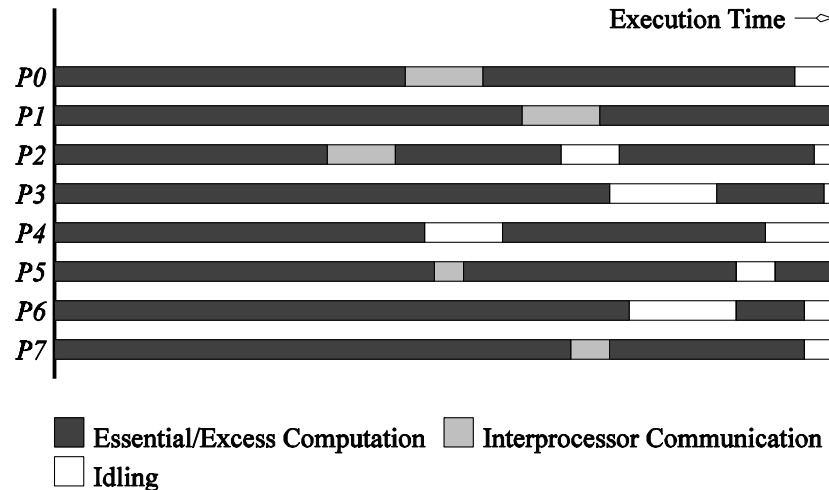 Execution Time
P0
P1
P2
P3
P4
P5
P6
P7
Essential/Excess Computation
Interprocessor Communication
Idling